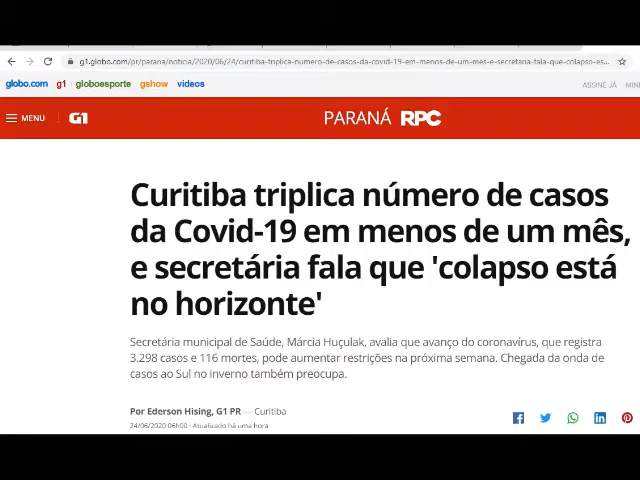 g1.globo.com/pr/parana/noticia/2020/06/24/curitiba-triplica-numero-de-casos-da-covid-19-em-menos-de-um-mes-e-secretaria-fala-que-colapso-es...
globo.com g1 globoesporte gshow vídeos ASSINE JÁ MIN
MENU G1 PARANÁ RPC
Curitiba triplica número de casos
da Covid-19 em menos de um mês,
e secretária fala que 'colapso está
no horizonte'
Secretária municipal de Saúde, Márcia Huçulak, avalia que avanço do coronavírus, que registra
3.298 casos e 116 mortes, pode aumentar restrições na próxima semana. Chegada da onda de
casos ao Sul no inverno também preocupa.
Por Ederson Hising, G1 PR — Curitiba
24/06/2020 06h00 · Atualizado há uma hora